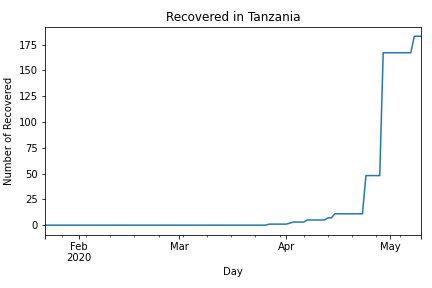 Recovered in Tanzania
Number of Recovered
175
150
125
100
75
50
25
0
Feb
2020
Mar
Apr
May
Day